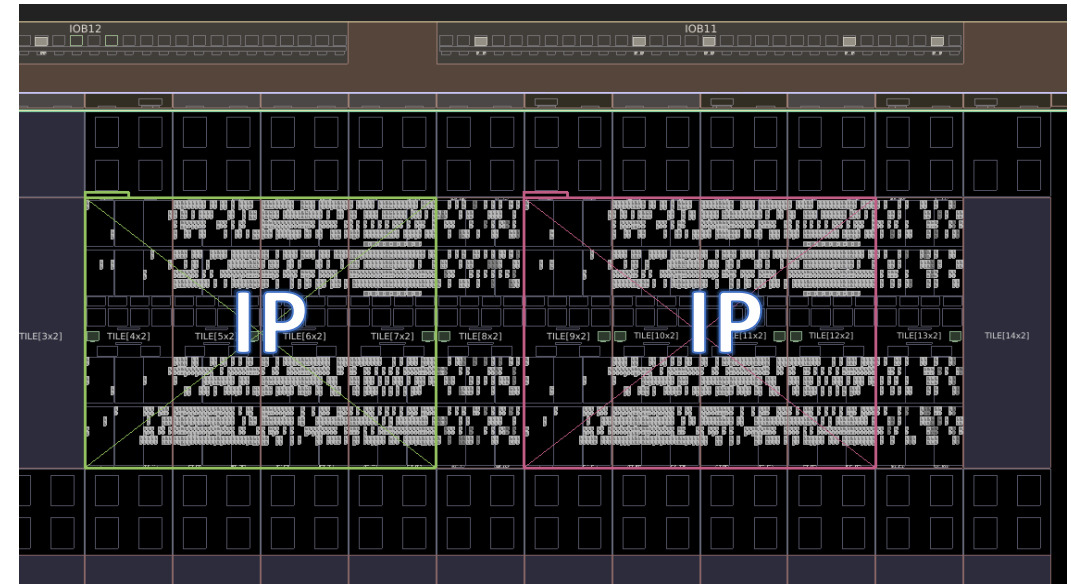 IOB12
IOB11
IP
IP
TILE[3x2]
TILE[4x2]
TILE[5x2
TILE[6x2]
TILE[7x2]
TILE[8x2]
TILE[9x2]
TILE[10x2]
[11x2]
TILE[12x2]
TILE[13x2]
TILE[14x2]